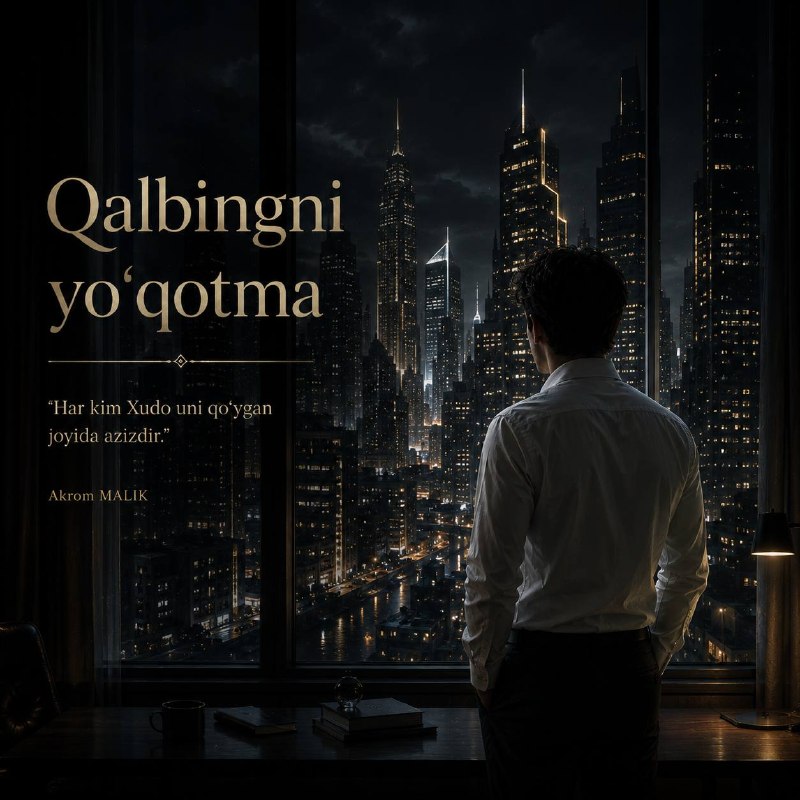 Qalbingni
yo‘qotma
“Har kim Xudo uni qo‘ygan
joyida azizdir.”
Akrom MALIK